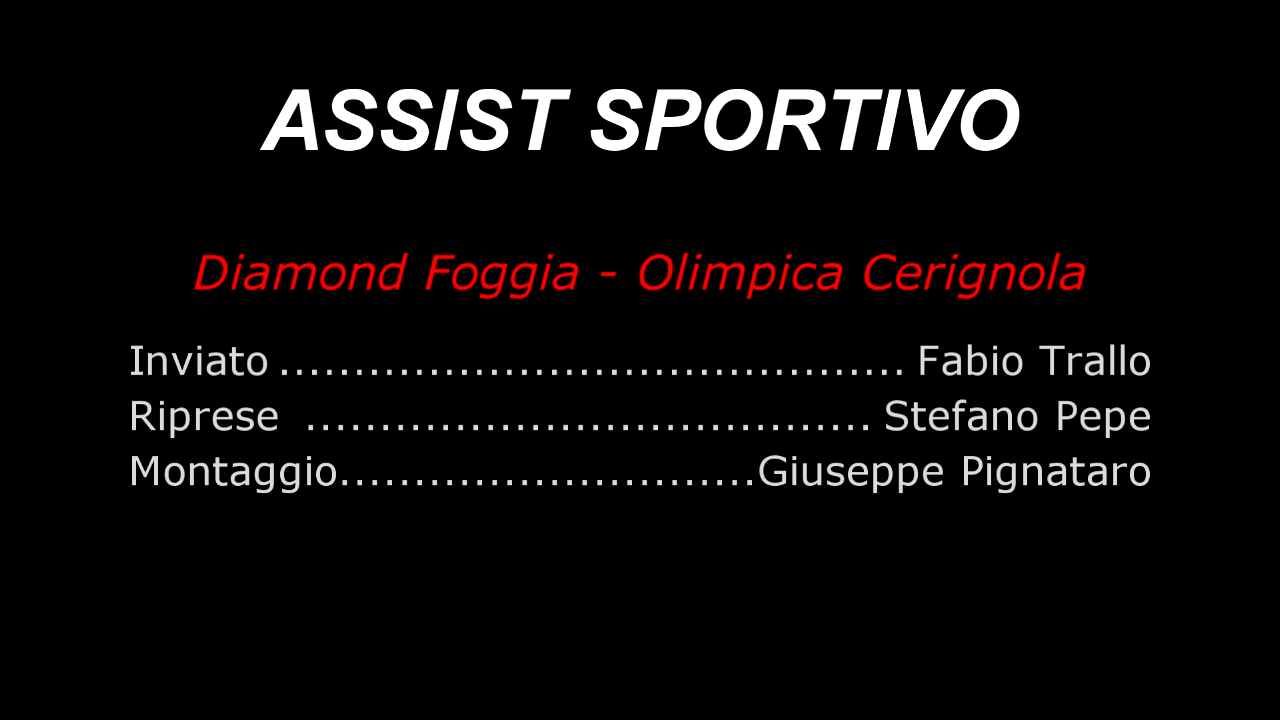 ASSIST SPORTIVO
Diamond Foggia - Olimpica Cerignola
Inviato .......................................... Fabio Trallo
Riprese ...................................... Stefano Pepe
Montaggio............................Giuseppe Pignataro